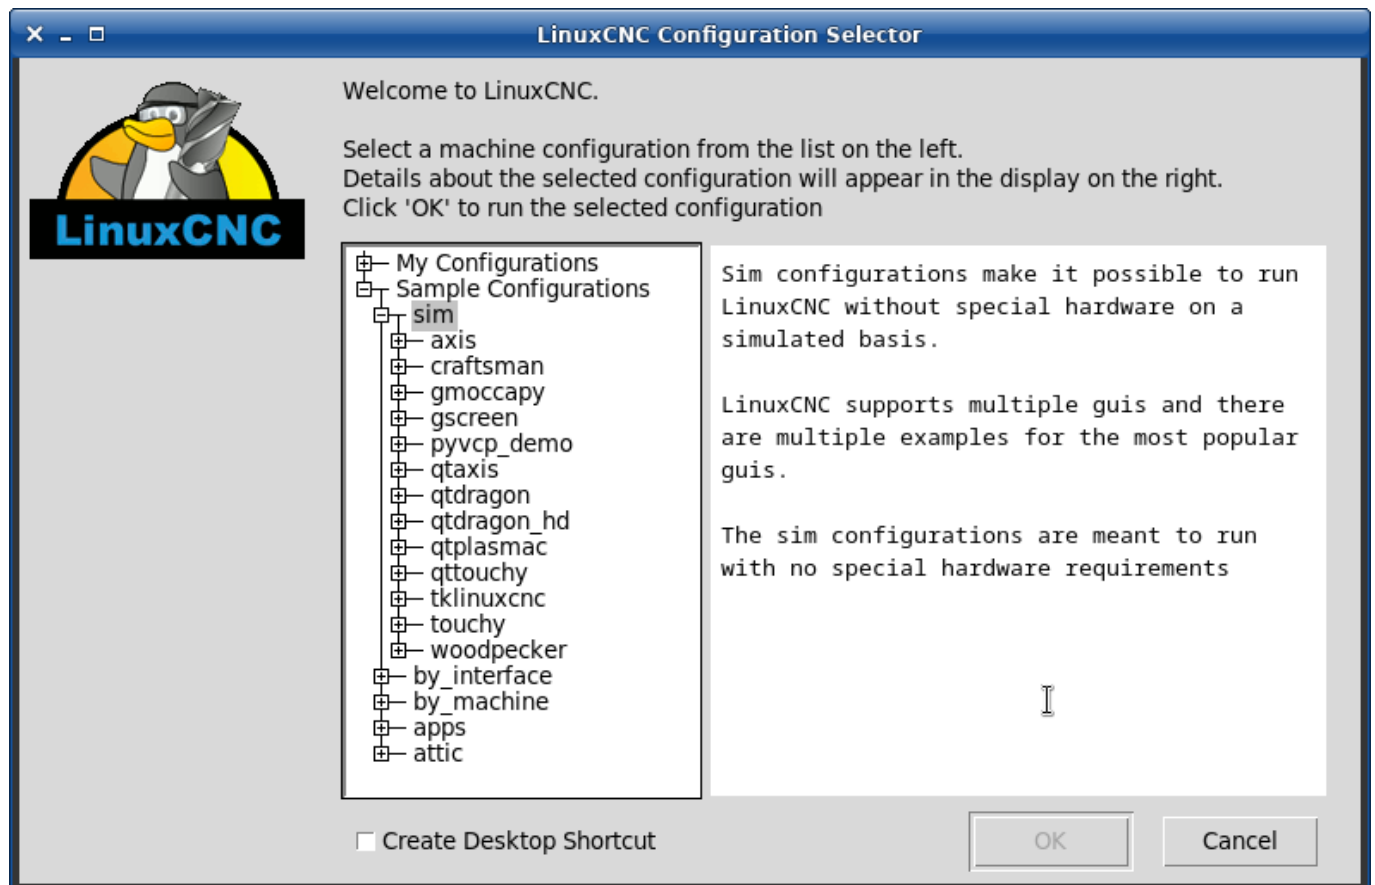 LinuxCNC Configuration Selector
LinuxCNC
Welcome to LinuxCNC.
Select a machine configuration from the list on the left.
Details about the selected configuration will appear in the display on the right.
Click 'OK' to run the selected configuration
My Configurations
Sample Configurations
sim
axis
craftsman
gmoccapy
gscreen
pyvcp_demo
qtaxis
qtdragon
qtdragon_hd
qtplasmac
qttouchy
tklinuxcnc
touchy
woodpecker
by_interface
by_machine
apps
attic
Sim configurations make it possible to run
LinuxCNC without special hardware on a
simulated basis.
LinuxCNC supports multiple guis and there
are multiple examples for the most popular
guis.
The sim configurations are meant to run
with no special hardware requirements
Create Desktop Shortcut
OK
Cancel